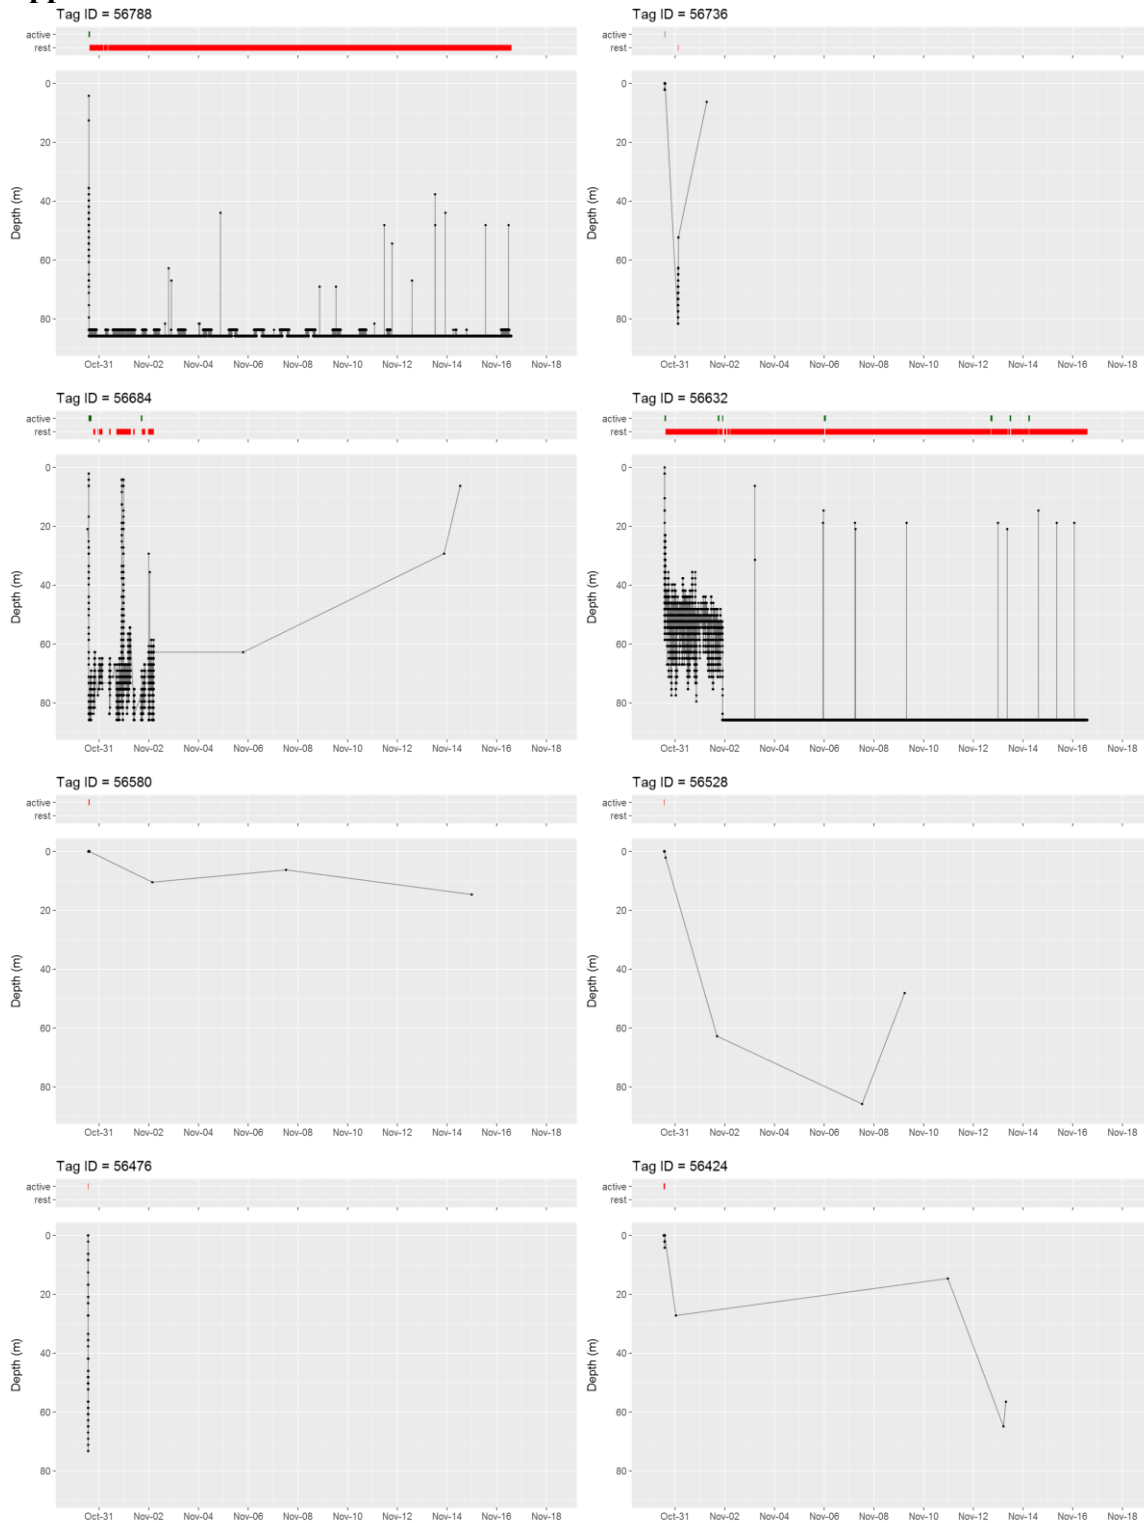 Tag ID = 56788
active
rest
0
20
40
60
80
Depth (m)
Oct-31 Nov-02 Nov-04 Nov-06 Nov-08 Nov-10 Nov-12 Nov-14 Nov-16 Nov-18
Tag ID = 56736
active
rest
0
20
40
60
80
Depth (m)
Oct-31 Nov-02 Nov-04 Nov-06 Nov-08 Nov-10 Nov-12 Nov-14 Nov-16 Nov-18
Tag ID = 56684
active
rest
0
20
40
60
80
Depth (m)
Oct-31 Nov-02 Nov-04 Nov-06 Nov-08 Nov-10 Nov-12 Nov-14 Nov-16 Nov-18
Tag ID = 56632
active
rest
0
20
40
60
80
Depth (m)
Oct-31 Nov-02 Nov-04 Nov-06 Nov-08 Nov-10 Nov-12 Nov-14 Nov-16 Nov-18
Tag ID = 56580
active
rest
0
20
40
60
80
Depth (m)
Oct-31 Nov-02 Nov-04 Nov-06 Nov-08 Nov-10 Nov-12 Nov-14 Nov-16 Nov-18
Tag ID = 56528
active
rest
0
20
40
60
80
Depth (m)
Oct-31 Nov-02 Nov-04 Nov-06 Nov-08 Nov-10 Nov-12 Nov-14 Nov-16 Nov-18
Tag ID = 56476
active
rest
0
20
40
60
80
Depth (m)
Oct-31 Nov-02 Nov-04 Nov-06 Nov-08 Nov-10 Nov-12 Nov-14 Nov-16 Nov-18
Tag ID = 56424
active
rest
0
20
40
60
80
Depth (m)
Oct-31 Nov-02 Nov-04 Nov-06 Nov-08 Nov-10 Nov-12 Nov-14 Nov-16 Nov-18